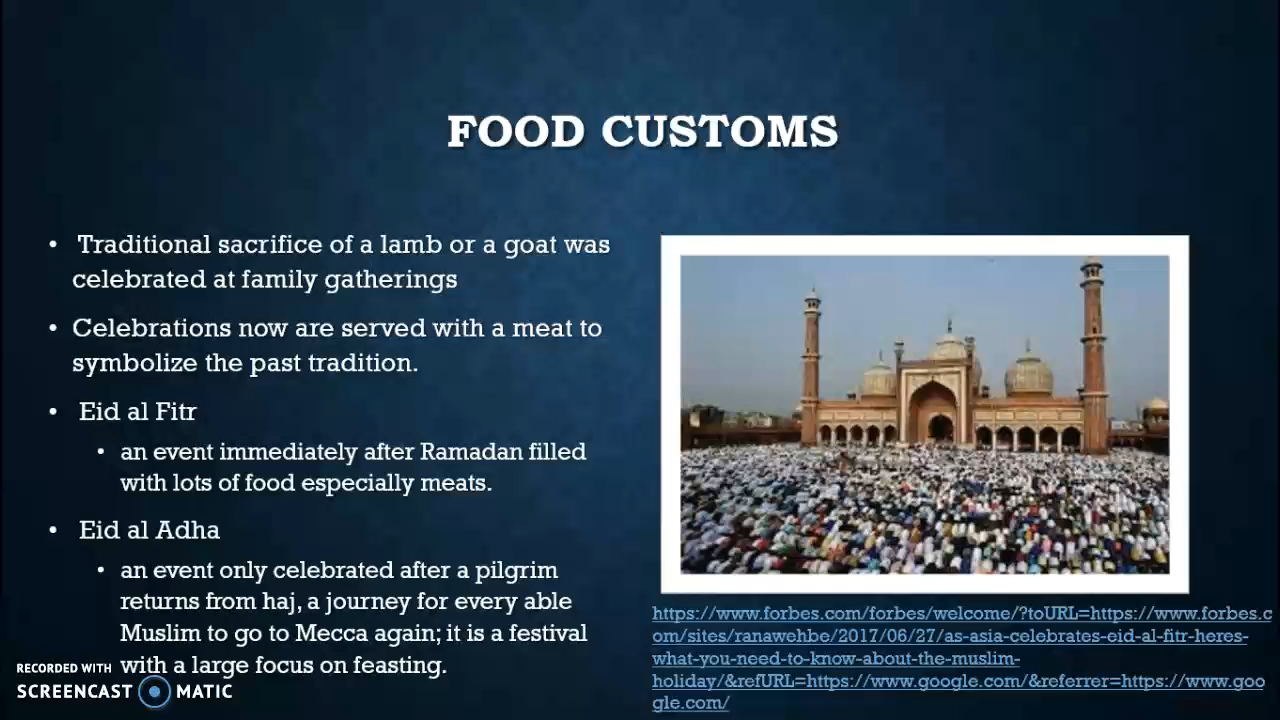 FOOD CUSTOMS
• Traditional sacrifice of a lamb or a goat was
celebrated at family gatherings
• Celebrations now are served with a meat to
symbolize the past tradition.
• Eid al Fitr
• an event immediately after Ramadan filled
with lots of food especially meats.
• Eid al Adha
• an event only celebrated after a pilgrim
returns from haj, a journey for every able
Muslim to go to Mecca again; it is a festival
with a large focus on feasting.
https://www.forbes.com/forbes/welcome/?toURL=https://www.forbes.c
om/sites/ranawehbe/2017/06/27/as-asia-celebrates-eid-al-fitr-heres-
what-you-need-to-know-about-the-muslim-
holiday/&refURL=https://www.google.com/&referrer=https://www.goo
gle.com/
RECORDED WITH
SCREENCAST MATIC